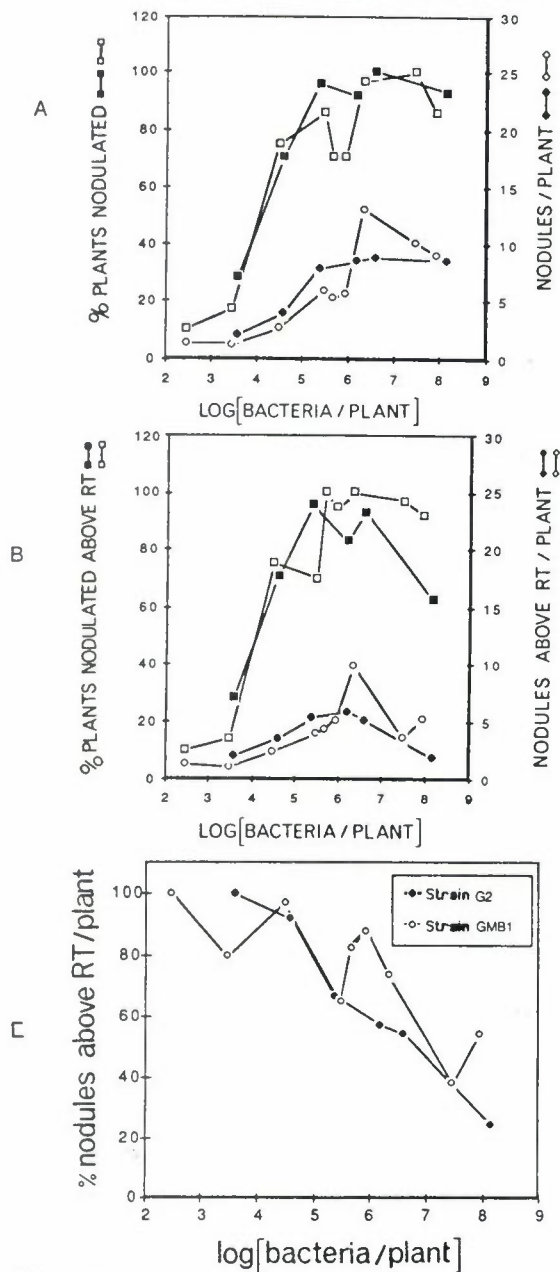 A
% PLANTS NODULATED
120
100
80
60
40
20
0
30
25
20
15
10
5
0
NODULES/PLANT
2 3 4 5 6 7 8 9
LOG[BACTERIA/PLANT]
B
% PLANTS NODULATED ABOVE RT
120
100
80
60
40
20
0
30
25
20
15
10
5
0
NODULES ABOVE RT/PLANT
2 3 4 5 6 7 8 9
LOG[BACTERIA/PLANT]
% nodules above RT/plant
100
80
60
40
20
0
Strain G2
Strain GMB1
2 3 4 5 6 7 8 9
log[bacteria/plant]